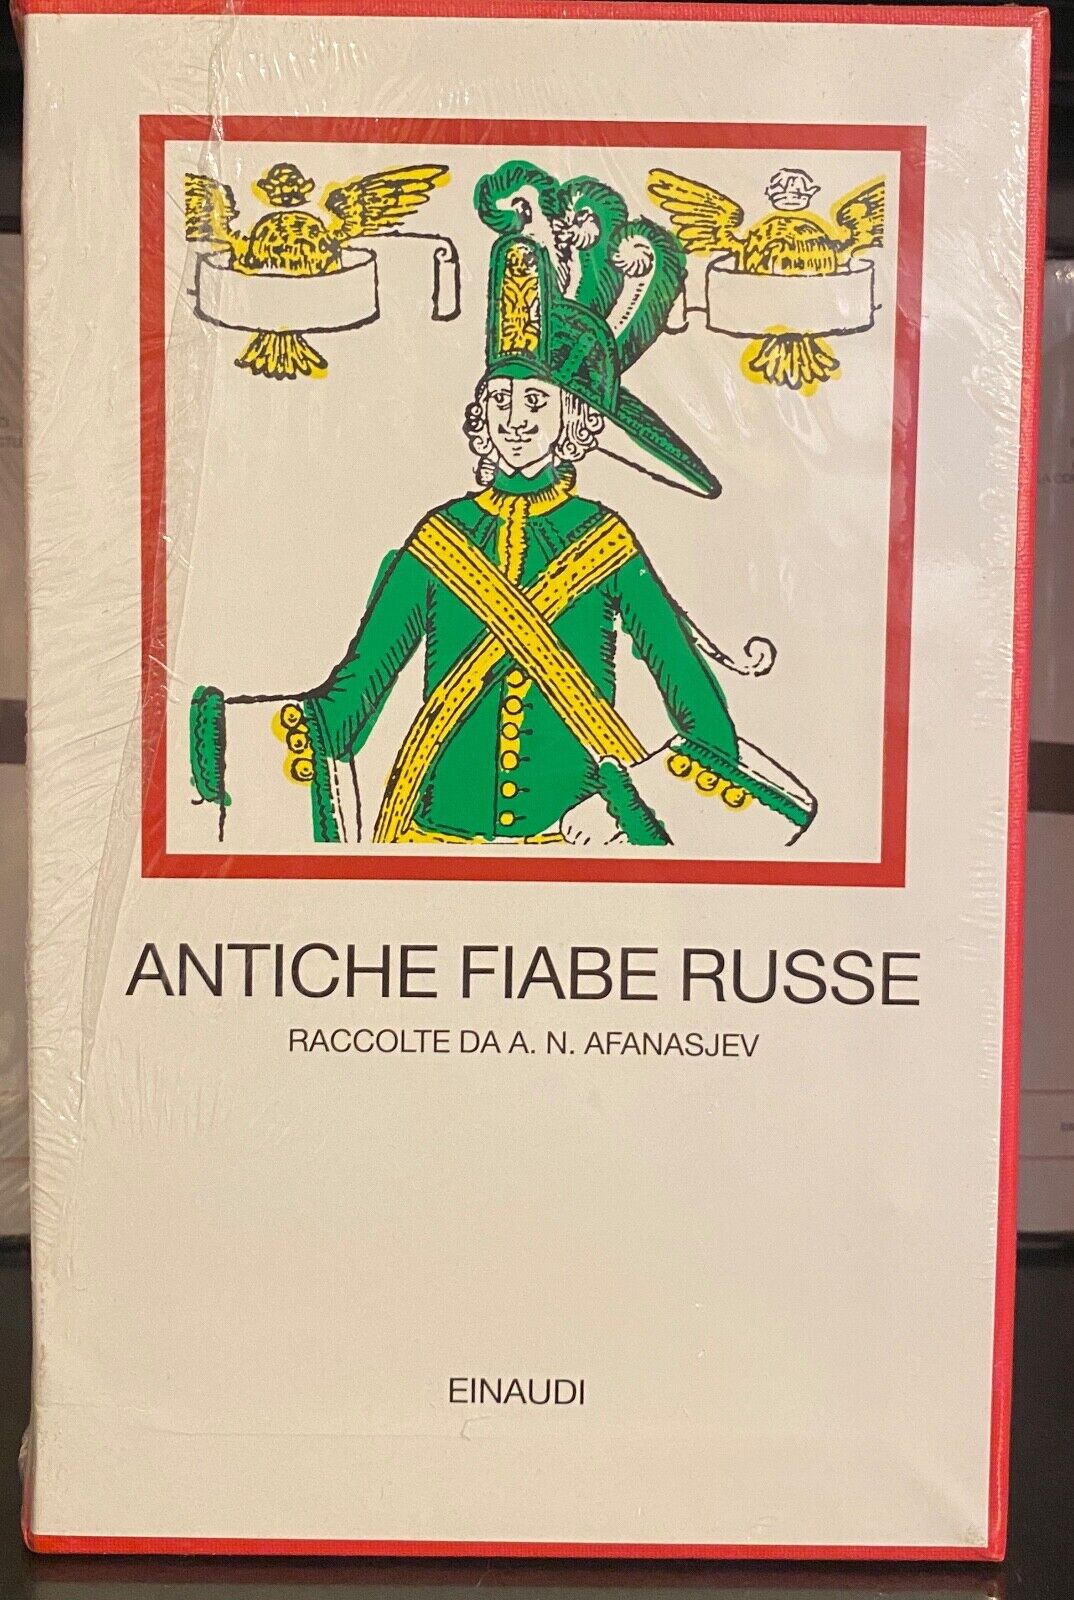 ANTICHE FIABE RUSSE
RACCOLTE DA A. N. AFANASJEV
EINAUDI